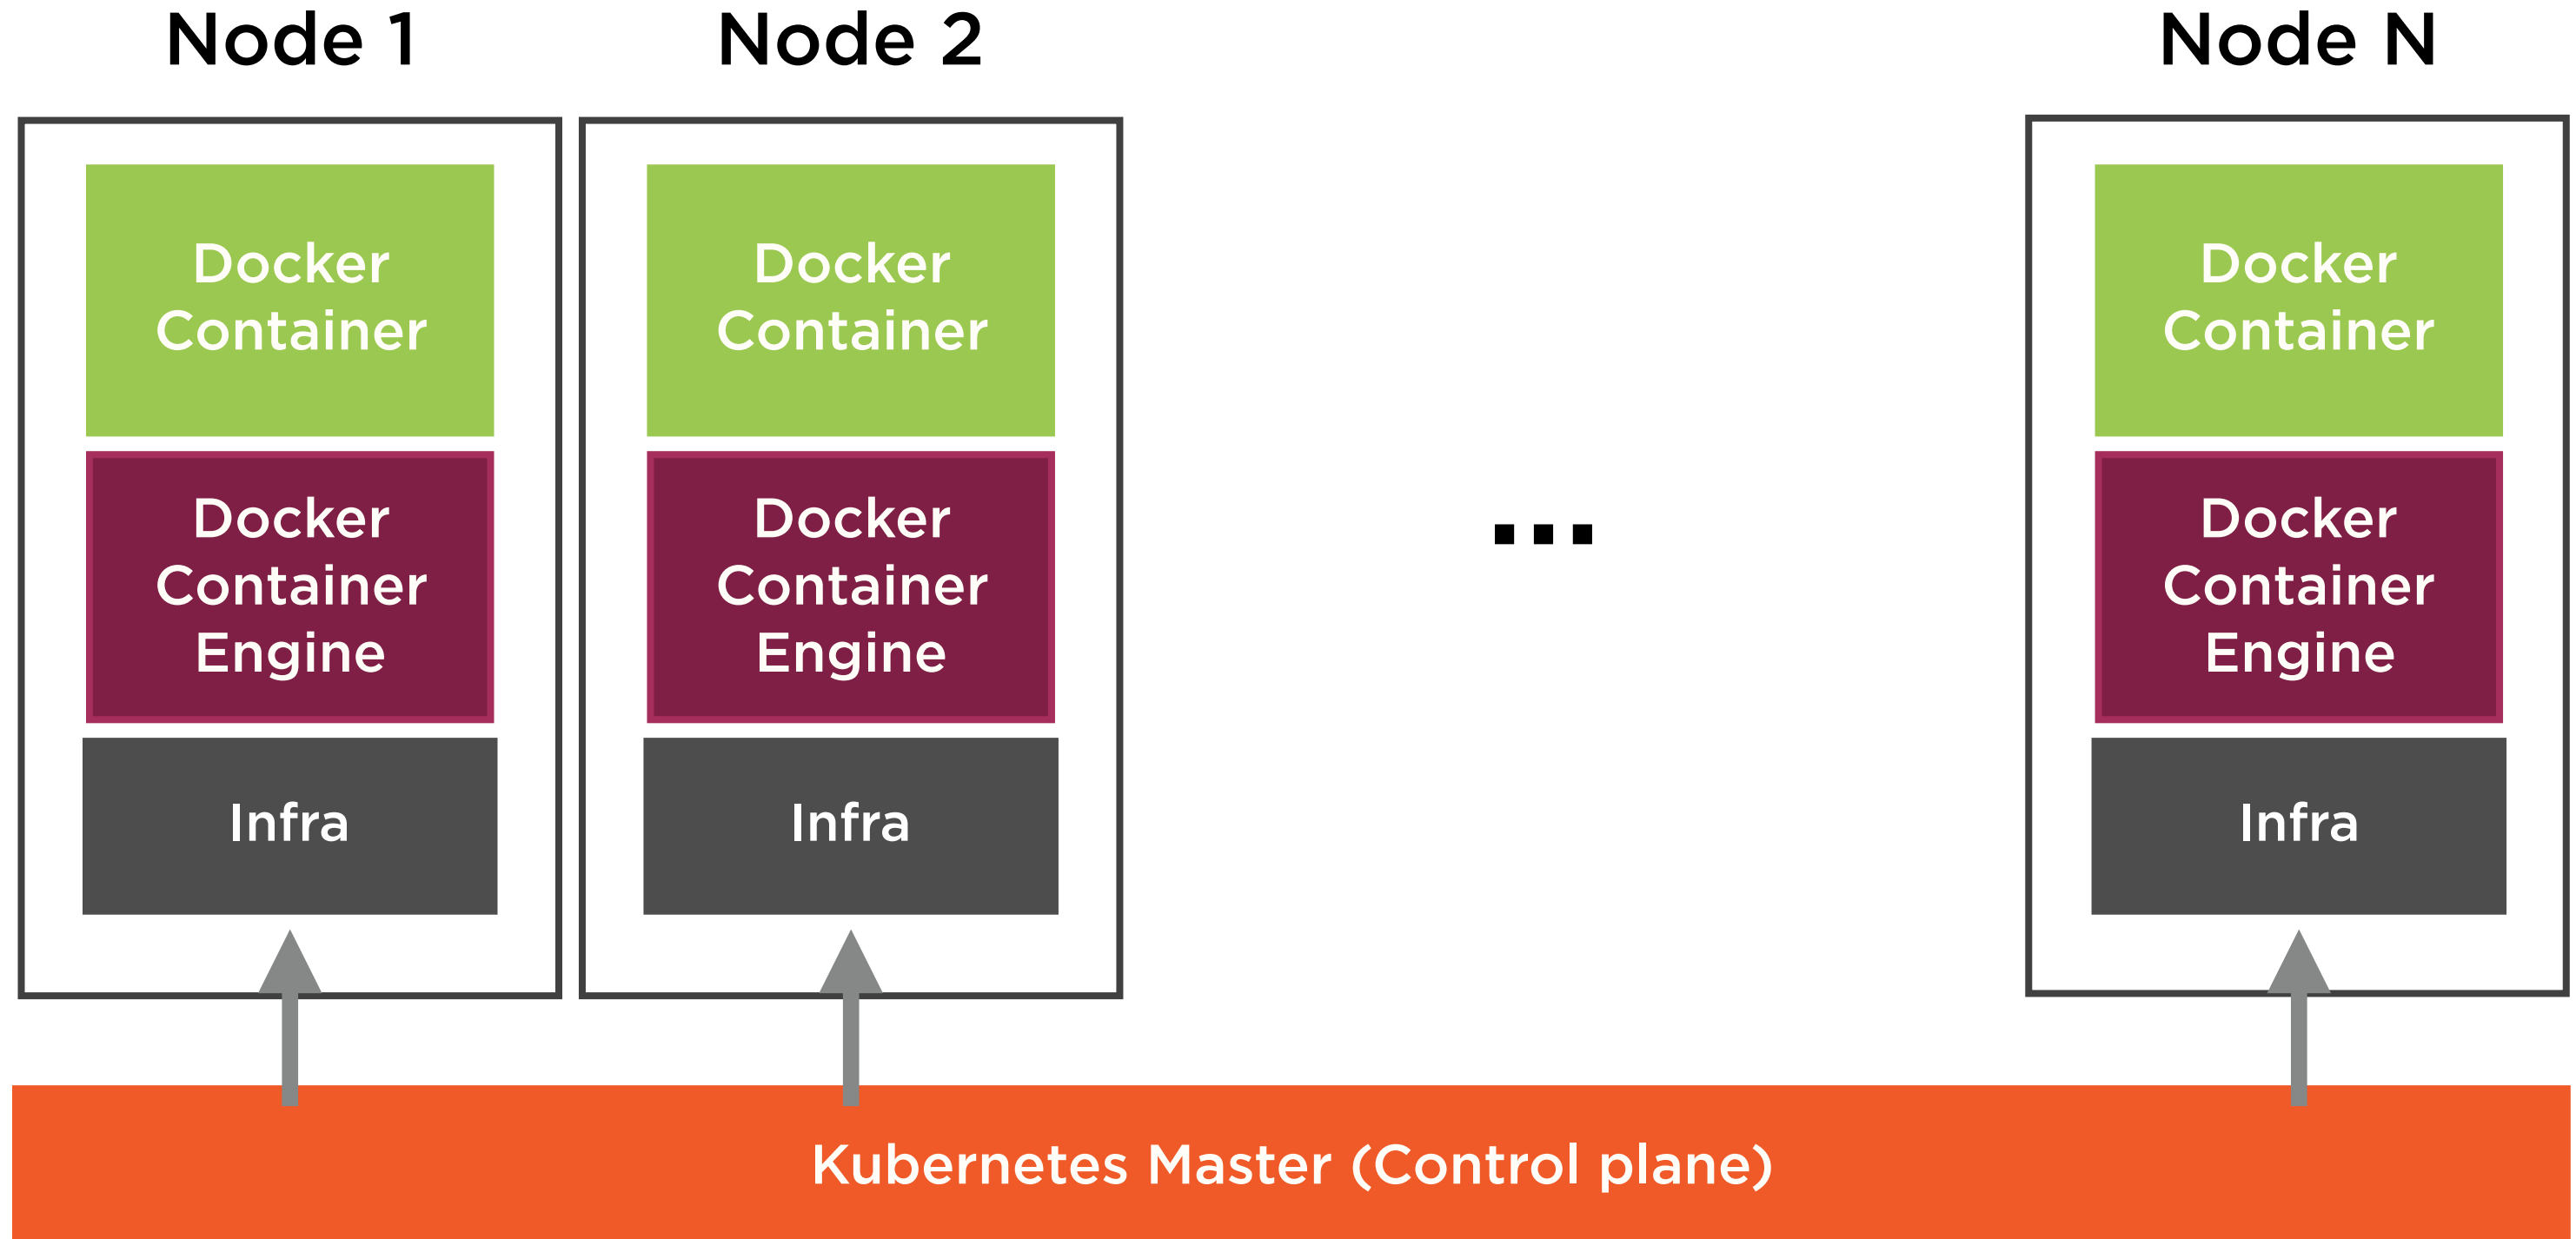 Node 1
Node 2
Node N
Docker
Container
Docker
Container
Engine
Infra
Docker
Container
Docker
Container
Engine
Infra
...
Docker
Container
Docker
Container
Engine
Infra
Kubernetes Master (Control plane)